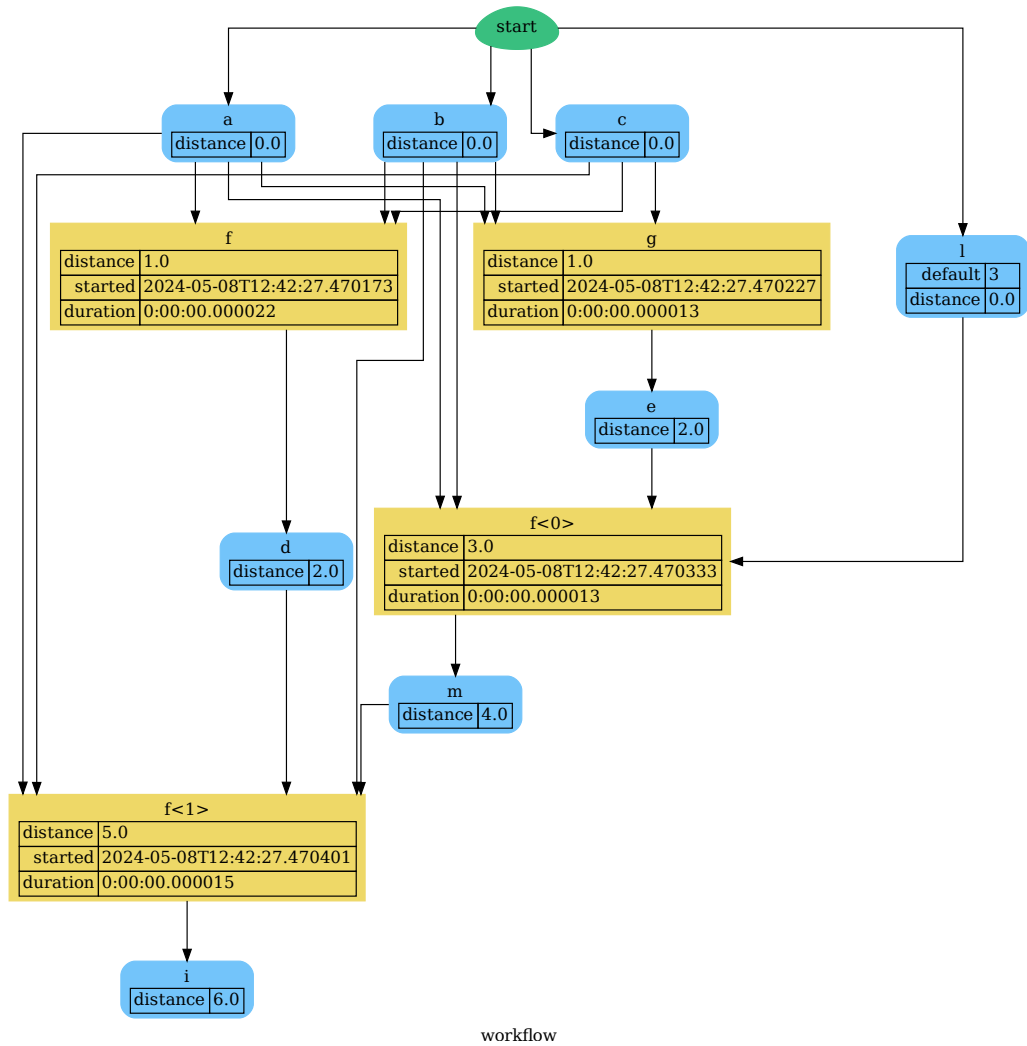 start
a
distance 0.0
b
distance 0.0
c
distance 0.0
f
distance 1.0
started 2024-05-08T12:42:27.470173
duration 0:00:00.000022
g
distance 1.0
started 2024-05-08T12:42:27.470227
duration 0:00:00.000013
l
default 3
distance 0.0
e
distance 2.0
f<0>
distance 3.0
started 2024-05-08T12:42:27.470333
duration 0:00:00.000013
d
distance 2.0
m
distance 4.0
f<1>
distance 5.0
started 2024-05-08T12:42:27.470401
duration 0:00:00.000015
i
distance 6.0
workflow